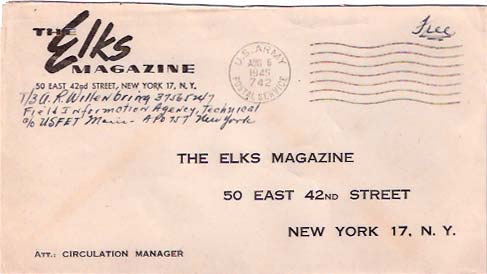 THE Elks
MAGAZINE
50 EAST 42nd STREET, NEW YORK 17, N. Y.
T/3 A. R. Willenbring
Field Information Agency, Technical
c/o USFET Main - APO 757 New York
U.S. ARMY
AUG 6
1945
742
POSTAL SERVICE
Free
THE ELKS MAGAZINE
50 EAST 42ND STREET
NEW YORK 17, N. Y.
ATT.: CIRCULATION MANAGER